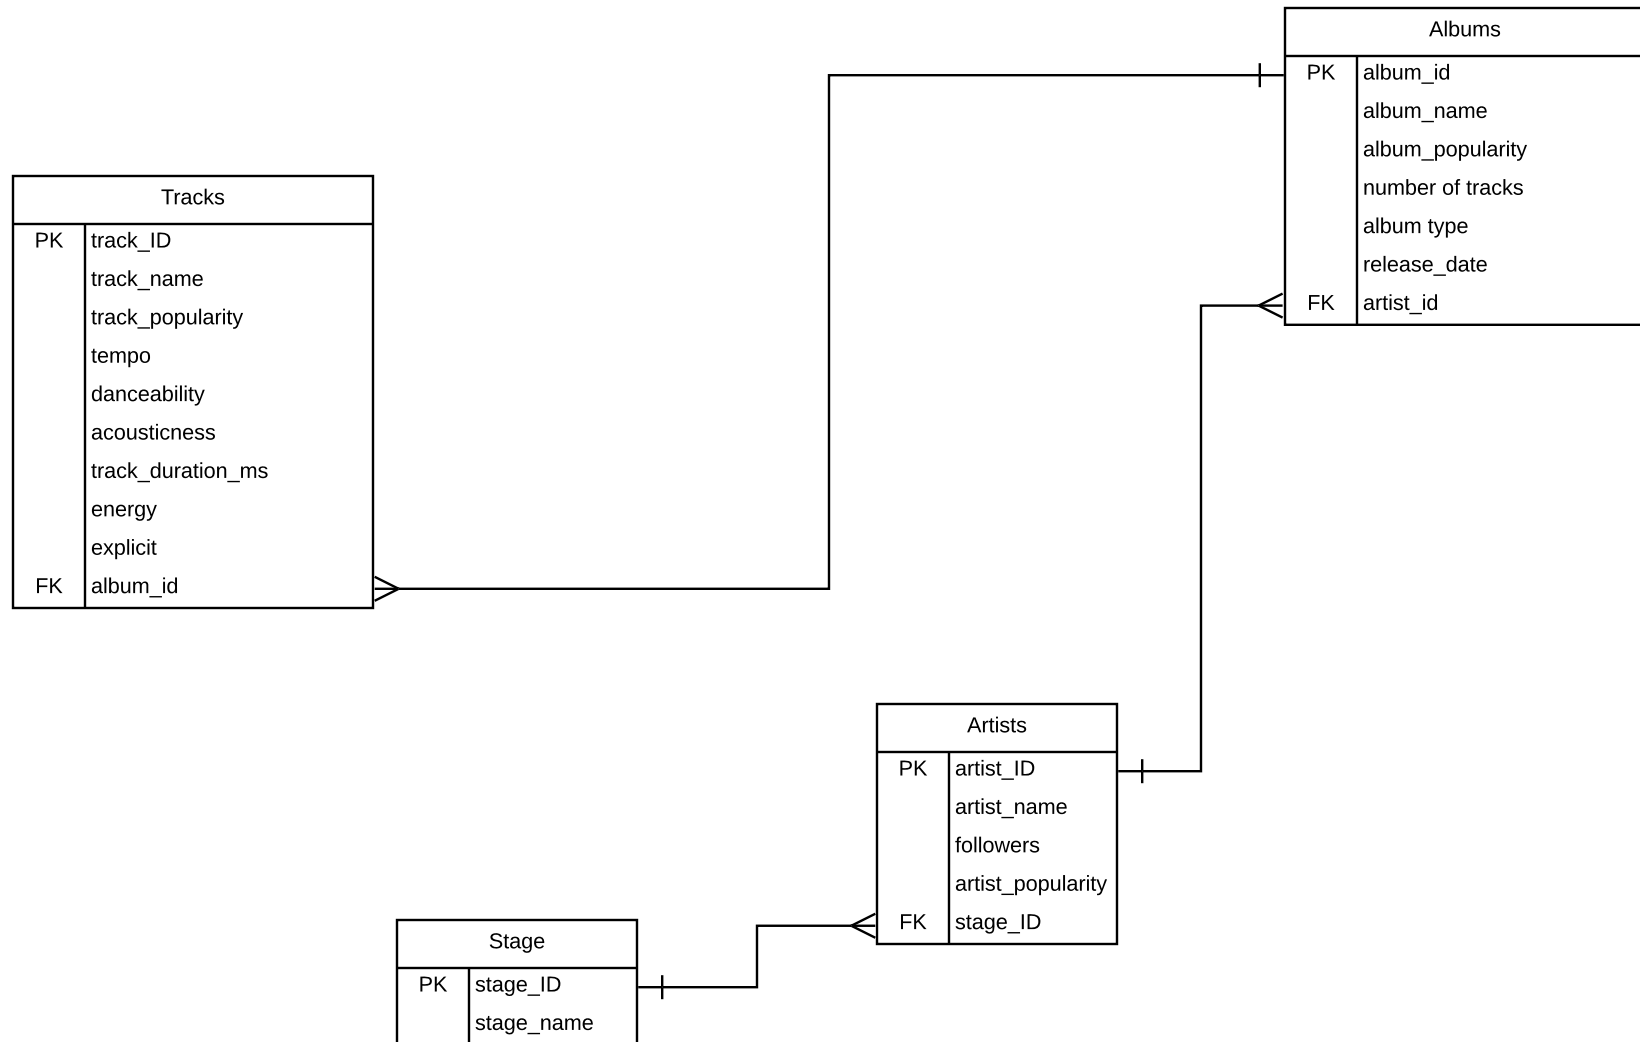 Albums
PK album_id
album_name
album_popularity
number of tracks
album type
release_date
FK artist_id
Tracks
PK track_ID
track_name
track_popularity
tempo
danceability
acousticness
track_duration_ms
energy
explicit
FK album_id
Artists
PK artist_ID
artist_name
followers
artist_popularity
FK stage_ID
Stage
PK stage_ID
stage_name